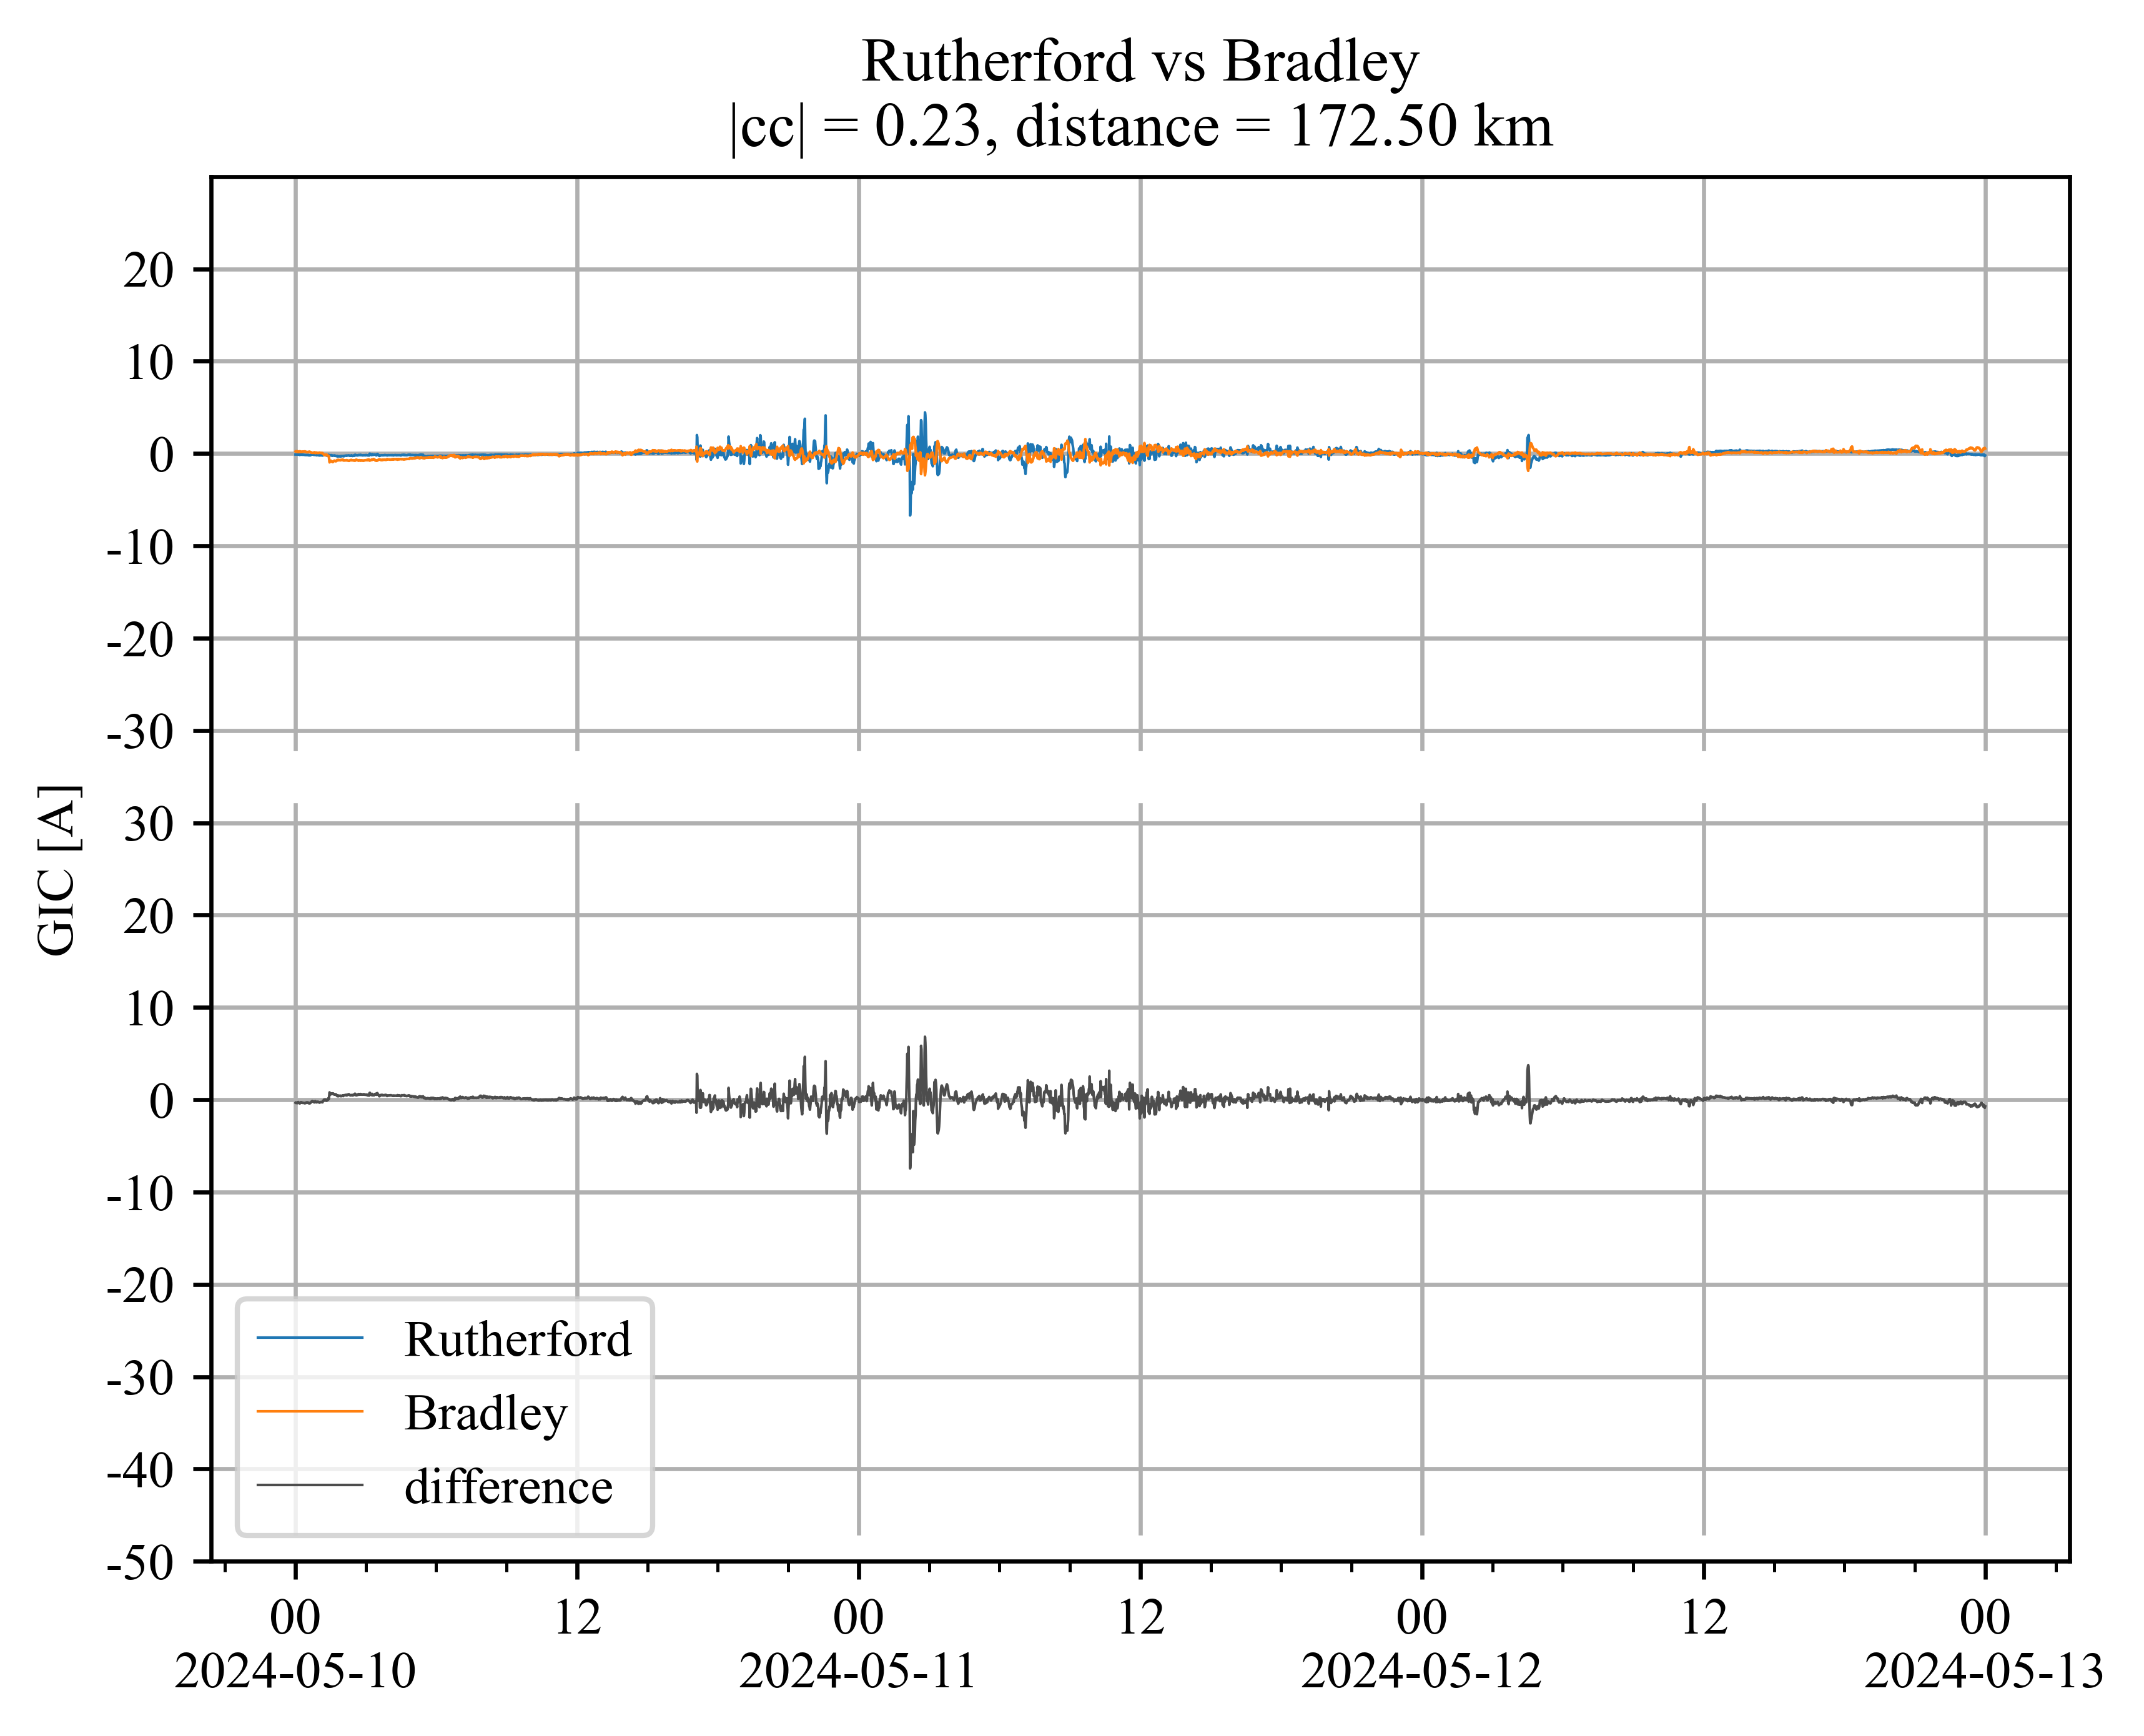 Rutherford vs Bradley
|cc| = 0.23, distance = 172.50 km
20
10
0
-10
-20
-30
GIC [A]
30
20
10
0
-10
-20
-30
-40
-50
Rutherford
Bradley
difference
00 12 00 12 00 12 00
2024-05-10 2024-05-11 2024-05-12 2024-05-13